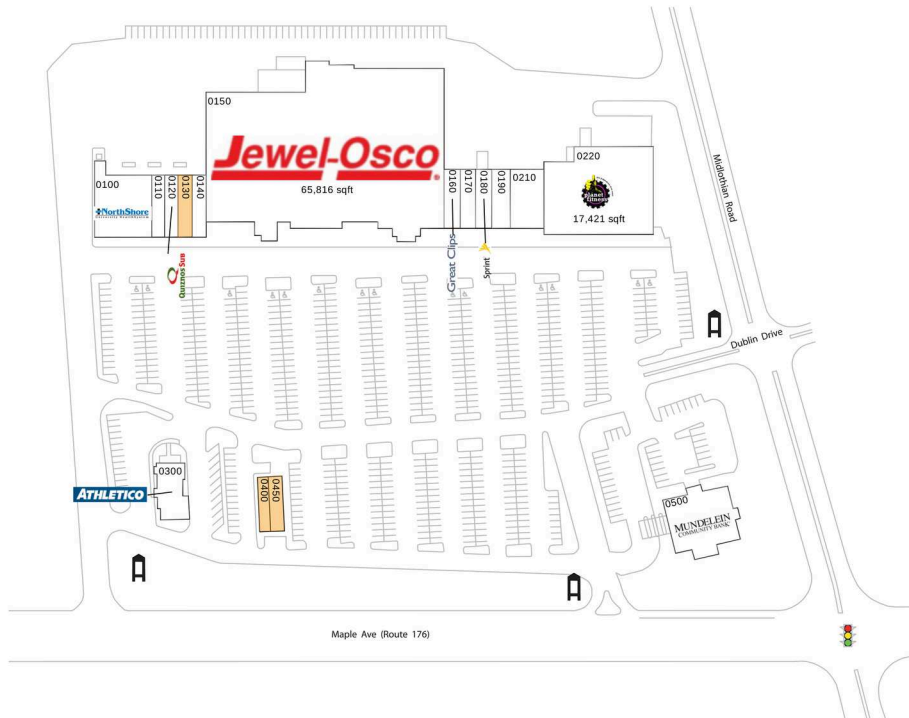 0150
Jewel-Osco
65,816 sqft
0100
NorthShore
0110
0120
0130
0140
Quiznos Sub
0160
0170
0180
0190
0210
Great Clips
Sprint
0220
planet
fitness
17,421 sqft
Midlothian Road
Dublin Drive
0300
ATHLETICO
0400
0450
0500
MUNDELEIN
COMMUNITY BANK
Maple Ave (Route 176)